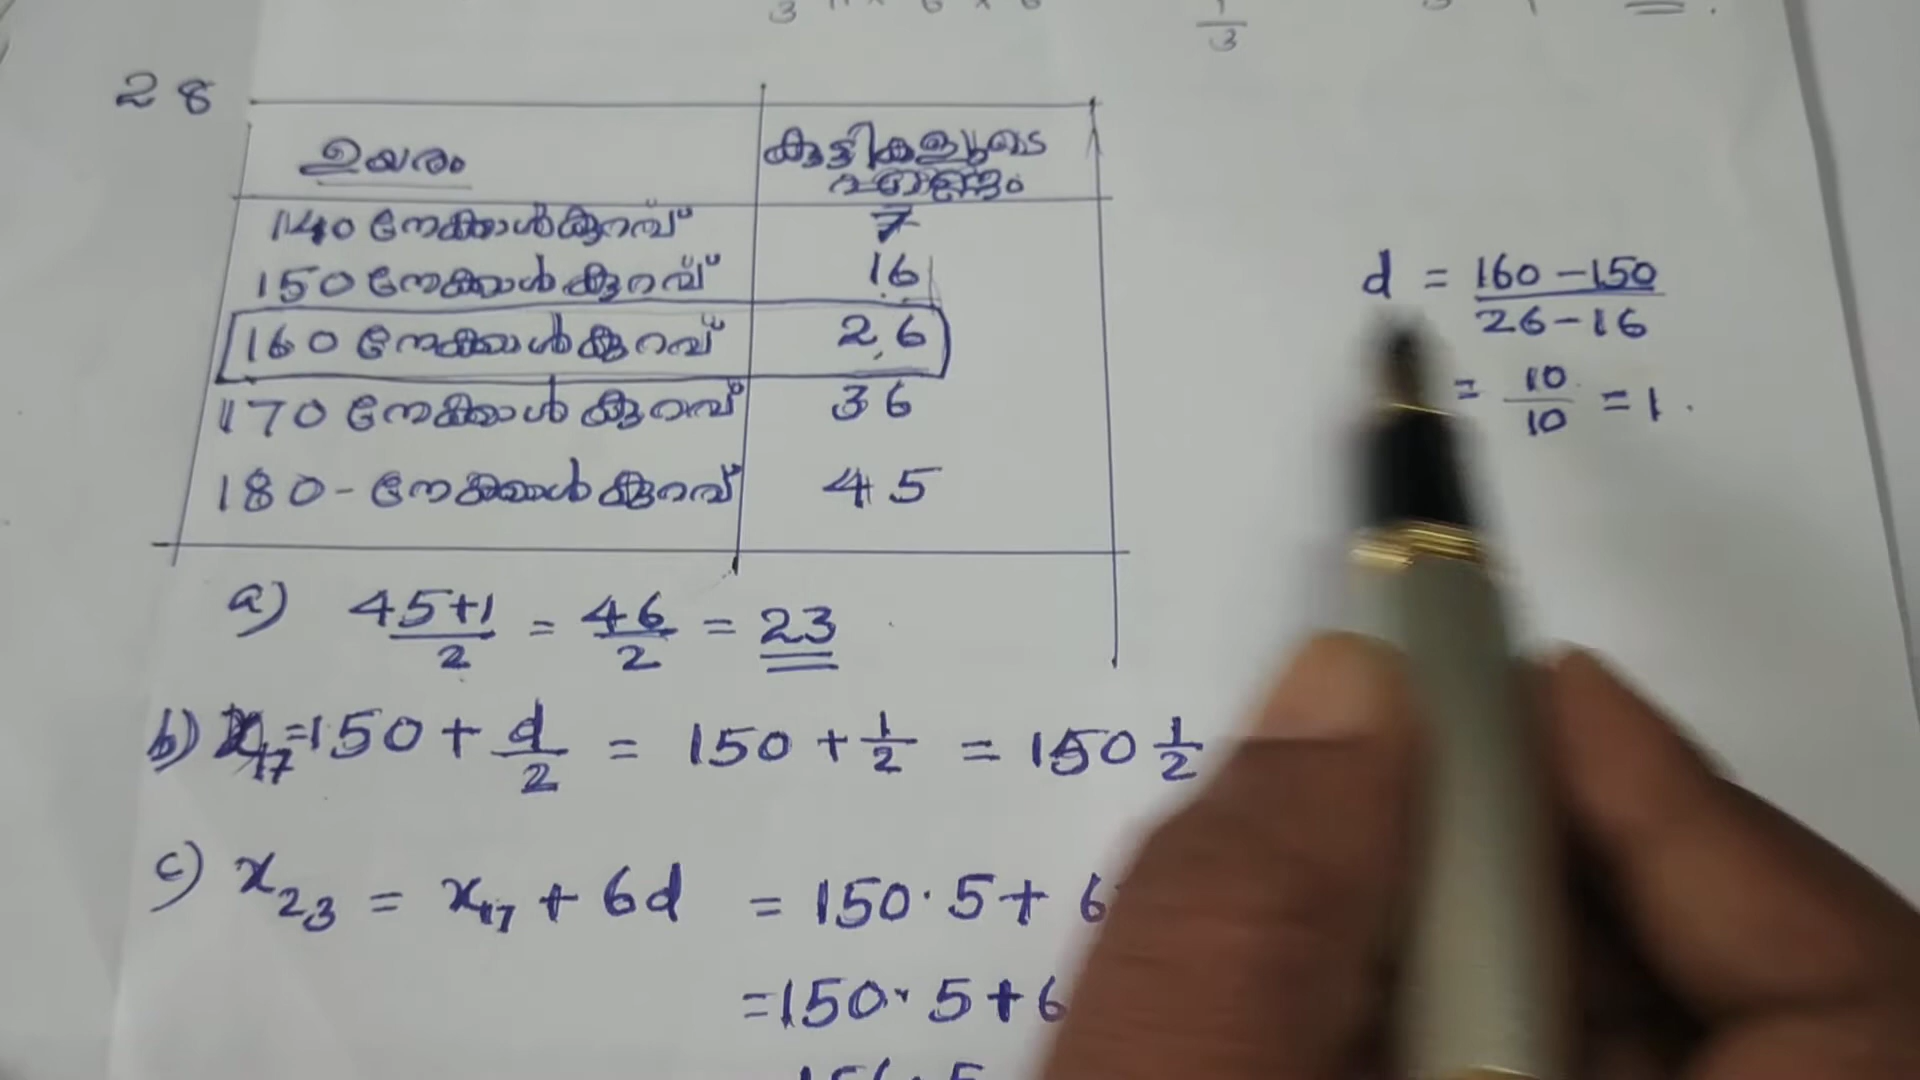 28
ഉയരം കുട്ടികളുടെ എണ്ണം
140 നേക്കാൾ കുറവ് 7
150 നേക്കാൾ കുറവ് 16
160 നേക്കാൾ കുറവ് 26
170 നേക്കാൾ കുറവ് 36
180 - നേക്കാൾ കുറവ് 45
d = 160 - 150 / 26 - 16
= 10/10 = 1.
a) 45+1/2 = 46/2 = 23
b) x17 = 150 + d/2 = 150 + 1/2 = 150 1/2
c) x23 = x17 + 6d = 150.5 + 6
= 150.5 + 6